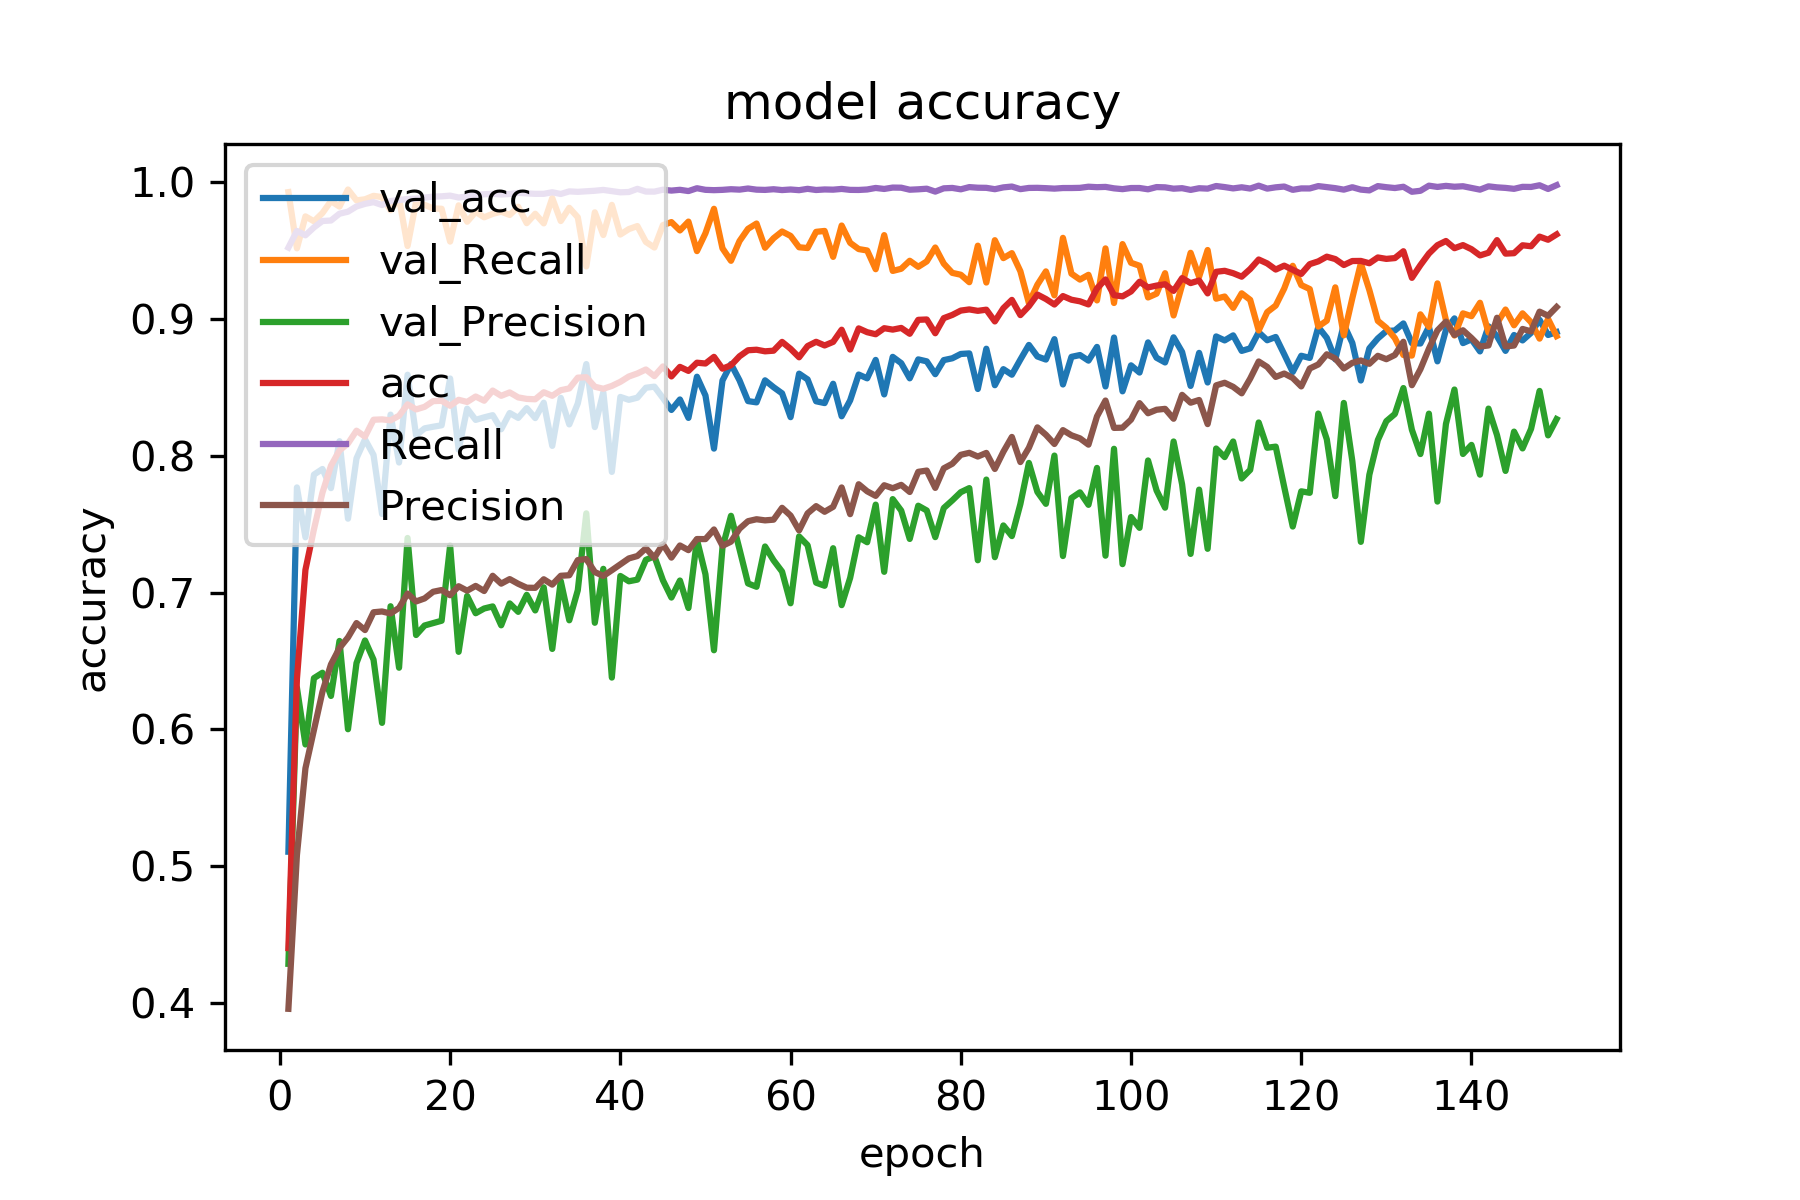 model accuracy
1.0
0.9
0.8
0.7
0.6
0.5
0.4
accuracy
val_acc
val_Recall
val_Precision
acc
Recall
Precision
0 20 40 60 80 100 120 140
epoch